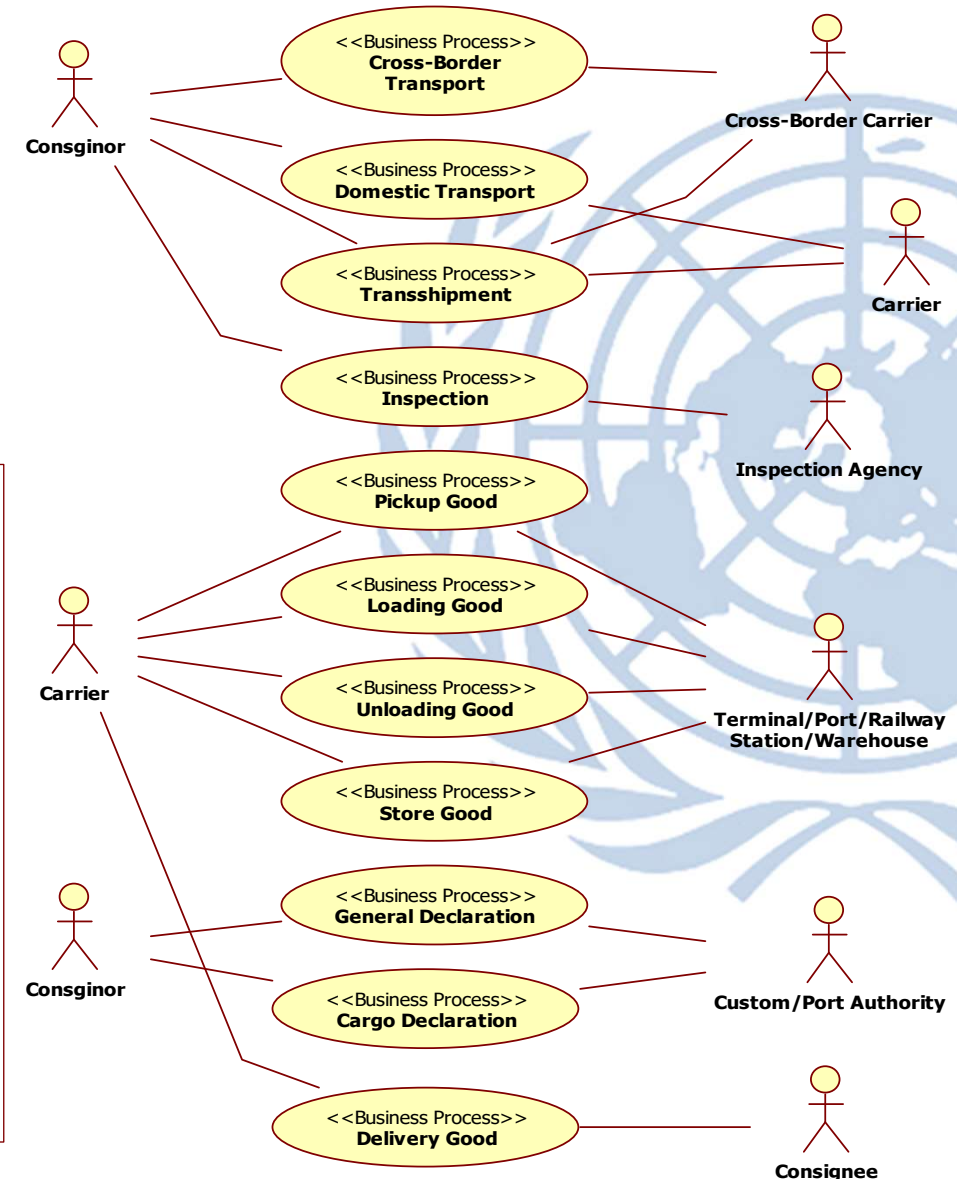 <<Business Process>>
Cross-Border
Transport
Cross-Border Carrier
Consginor
<<Business Process>>
Domestic Transport
<<Business Process>>
Transshipment
Carrier
<<Business Process>>
Inspection
Inspection Agency
<<Business Process>>
Pickup Good
<<Business Process>>
Loading Good
Carrier
<<Business Process>>
Unloading Good
Terminal/Port/Railway
Station/Warehouse
<<Business Process>>
Store Good
<<Business Process>>
General Declaration
Consginor
<<Business Process>>
Cargo Declaration
Custom/Port Authority
<<Business Process>>
Delivery Good
Consignee